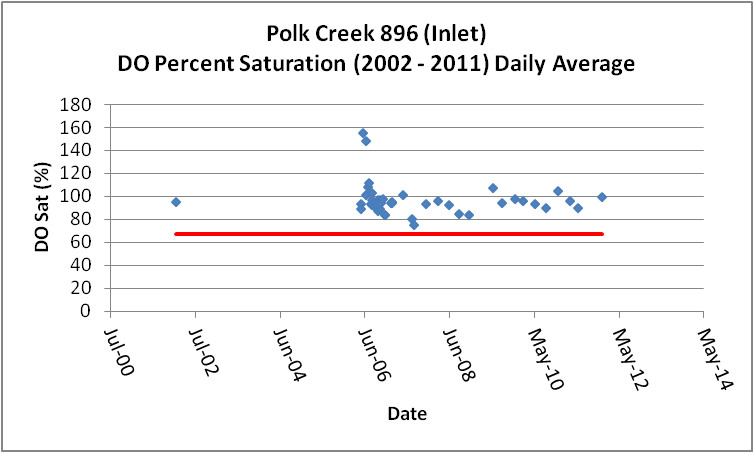 Polk Creek 896 (Inlet)
DO Percent Saturation (2002 - 2011) Daily Average
DO Sat (%)
180
160
140
120
100
80
60
40
20
0
Jul-00
Jul-02
Jun-04
Jun-06
Jun-08
May-10
May-12
May-14
Date